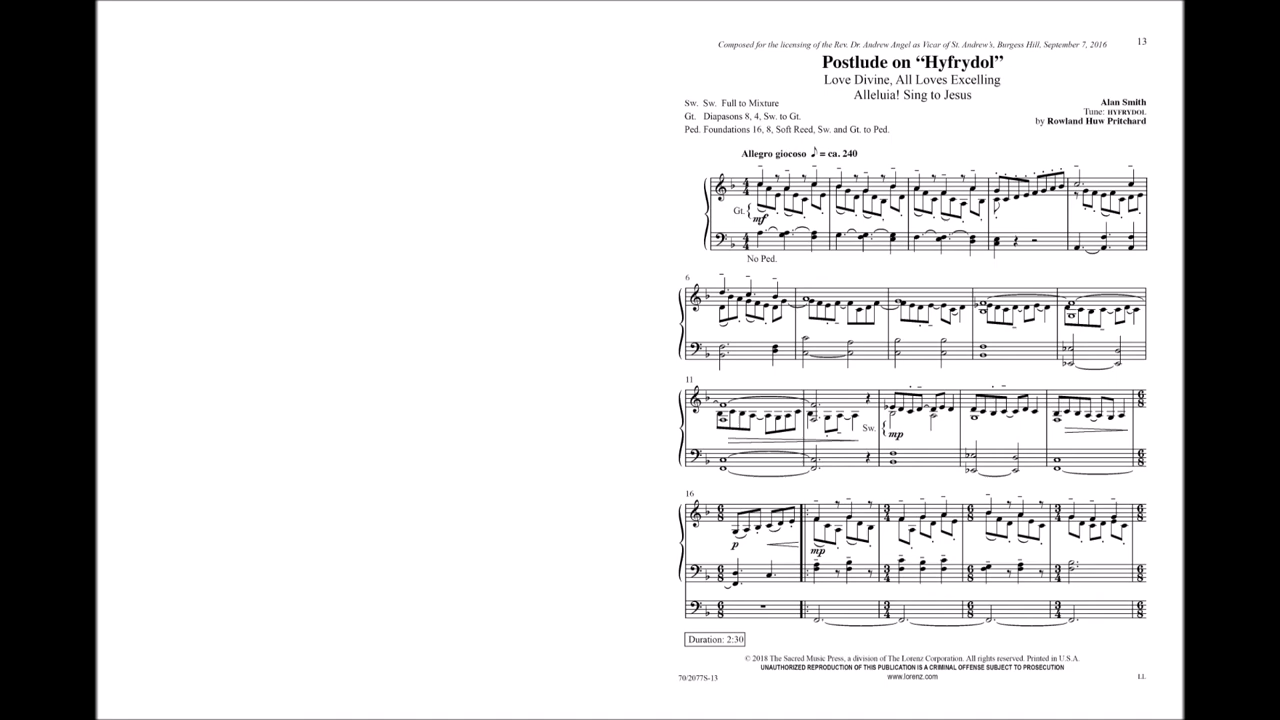 13
Composed for the licensing of the Rev. Dr. Andrew Angel as Vicar of St. Andrew's, Burgess Hill, September 7, 2016
Postlude on “Hyfrydol”
Love Divine, All Loves Excelling
Alleluia! Sing to Jesus
Sw. Sw. Full to Mixture
Gt. Diapasons 8, 4, Sw. to Gt.
Ped. Foundations 16, 8, Soft Reed, Sw. and Gt. to Ped.
Alan Smith
Tune: HYFRYDOL
by Rowland Huw Pritchard
Allegro giocoso ♪ = ca. 240
Gt.
mf
No Ped.
6
11
Sw.
mp
16
p
mp
Duration: 2:30
© 2018 The Sacred Music Press, a division of The Lorenz Corporation. All rights reserved. Printed in U.S.A.
UNAUTHORIZED REPRODUCTION OF THIS PUBLICATION IS A CRIMINAL OFFENSE SUBJECT TO PROSECUTION
www.lorenz.com
70/2077S-13
LL